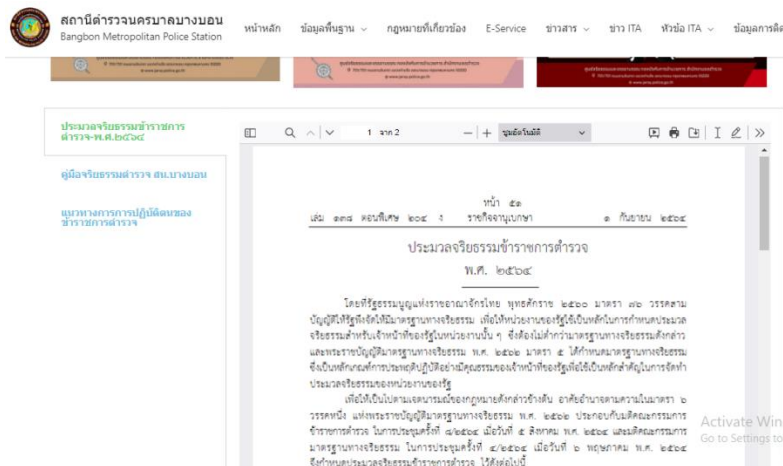 สถานีตำรวจนครบาลบางบอน
Bangbon Metropolitan Police Station
หน้าหลัก ข้อมูลพื้นฐาน กฎหมายที่เกี่ยวข้อง E-Service ข่าวสาร ข่าว ITA หัวข้อ ITA ข้อมูลการติด
ประมวลจริยธรรมข้าราชการ
ตำรวจ-พ.ศ.๒๕๖๔
คู่มือจริยธรรมตำรวจ สน.บางบอน
แนวทางการการปฏิบัติตนของ
ข้าราชการตำรวจ
1 จาก 2 ซูมอัตโนมัติ
หน้า ๕๑
เล่ม ๑๓๘ ตอนพิเศษ ๒๐๔ ง ราชกิจจานุเบกษา ๑ กันยายน ๒๕๖๔
ประมวลจริยธรรมข้าราชการตำรวจ
พ.ศ. ๒๕๖๔
โดยที่รัฐธรรมนูญแห่งราชอาณาจักรไทย พุทธศักราช ๒๕๖๐ มาตรา ๗๖ วรรคสาม
บัญญัติให้รัฐพึงจัดให้มีมาตรฐานทางจริยธรรม เพื่อให้หน่วยงานของรัฐใช้เป็นหลักในการกำหนดประมวล
จริยธรรมสำหรับเจ้าหน้าที่ของรัฐในหน่วยงานนั้น ๆ ซึ่งต้องไม่ต่ำกว่ามาตรฐานทางจริยธรรมดังกล่าว
และพระราชบัญญัติมาตรฐานทางจริยธรรม พ.ศ. ๒๕๖๒ มาตรา ๕ ได้กำหนดมาตรฐานทางจริยธรรม
ซึ่งเป็นหลักเกณฑ์การประพฤติปฏิบัติอย่างมีคุณธรรมของเจ้าหน้าที่ของรัฐเพื่อใช้เป็นหลักสำคัญในการจัดทำ
ประมวลจริยธรรมของหน่วยงานของรัฐ
เพื่อให้เป็นไปตามเจตนารมณ์ของกฎหมายดังกล่าวข้างต้น อาศัยอำนาจตามความในมาตรา ๖
วรรคหนึ่ง แห่งพระราชบัญญัติมาตรฐานทางจริยธรรม พ.ศ. ๒๕๖๒ ประกอบกับมติคณะกรรมการ
ข้าราชการตำรวจ ในการประชุมครั้งที่ ๘/๒๕๖๔ เมื่อวันที่ ๕ สิงหาคม พ.ศ. ๒๕๖๔ และมติคณะกรรมการ
มาตรฐานทางจริยธรรม ในการประชุมครั้งที่ ๔/๒๕๖๔ เมื่อวันที่ ๖ พฤษภาคม พ.ศ. ๒๕๖๔
จึงกำหนดประมวลจริยธรรมข้าราชการตำรวจ ไว้ดังต่อไปนี้
Activate Win
Go to Settings to